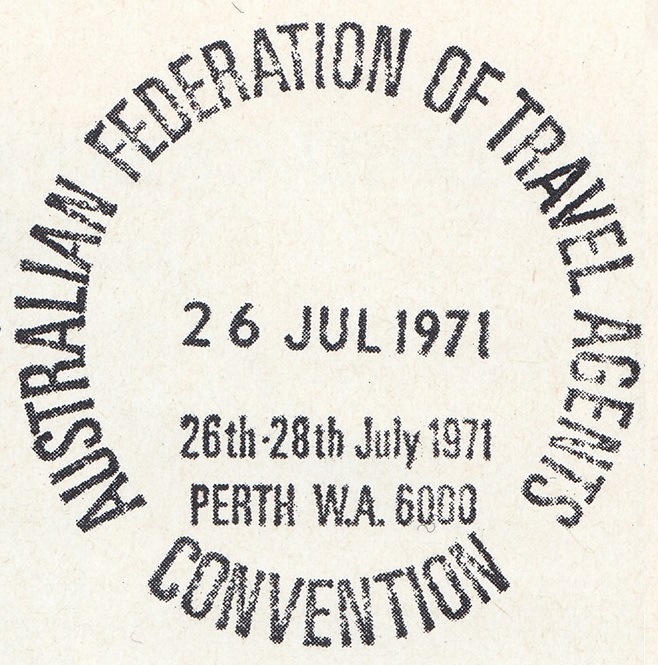 AUSTRALIAN FEDERATION OF TRAVEL AGENTS
26 JUL 1971
26th-28th July 1971
PERTH W.A. 6000
CONVENTION